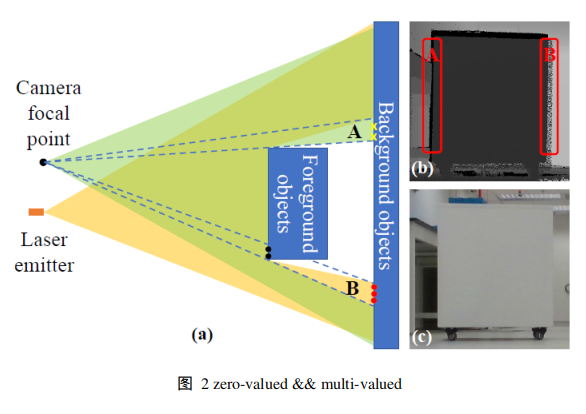 Camera
focal
point
Laser
emitter
A
B
Foreground
objects
Background objects
(a)
A
B
(b)
(c)
图 2 zero-valued && multi-valued